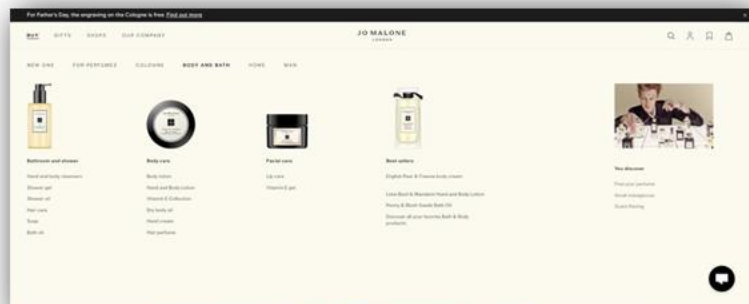 For Father's Day, the engraving on the Cologne is free. Find out more
BUY GIFTS SHOPS OUR COMPANY
JO MALONE
LONDON
NEW ONE FOR PERFUMES COLOGNE BODY AND BATH HOME MAN
Bathroom and shower
Hand and body cleansers
Shower gel
Shower oil
Hair care
Soap
Bath oil
Body care
Body lotion
Hand and Body Lotion
Vitamin E Collection
Dry body oil
Hand cream
Hair perfume
Facial care
Lip care
Vitamin E gel
Best sellers
English Pear & Freesia body cream
Lime Basil & Mandarin Hand and Body Lotion
Peony & Blush Suede Bath Oil
Discover all your favorite Bath & Body
products.
You discover
Find your perfume
Scent Pairing